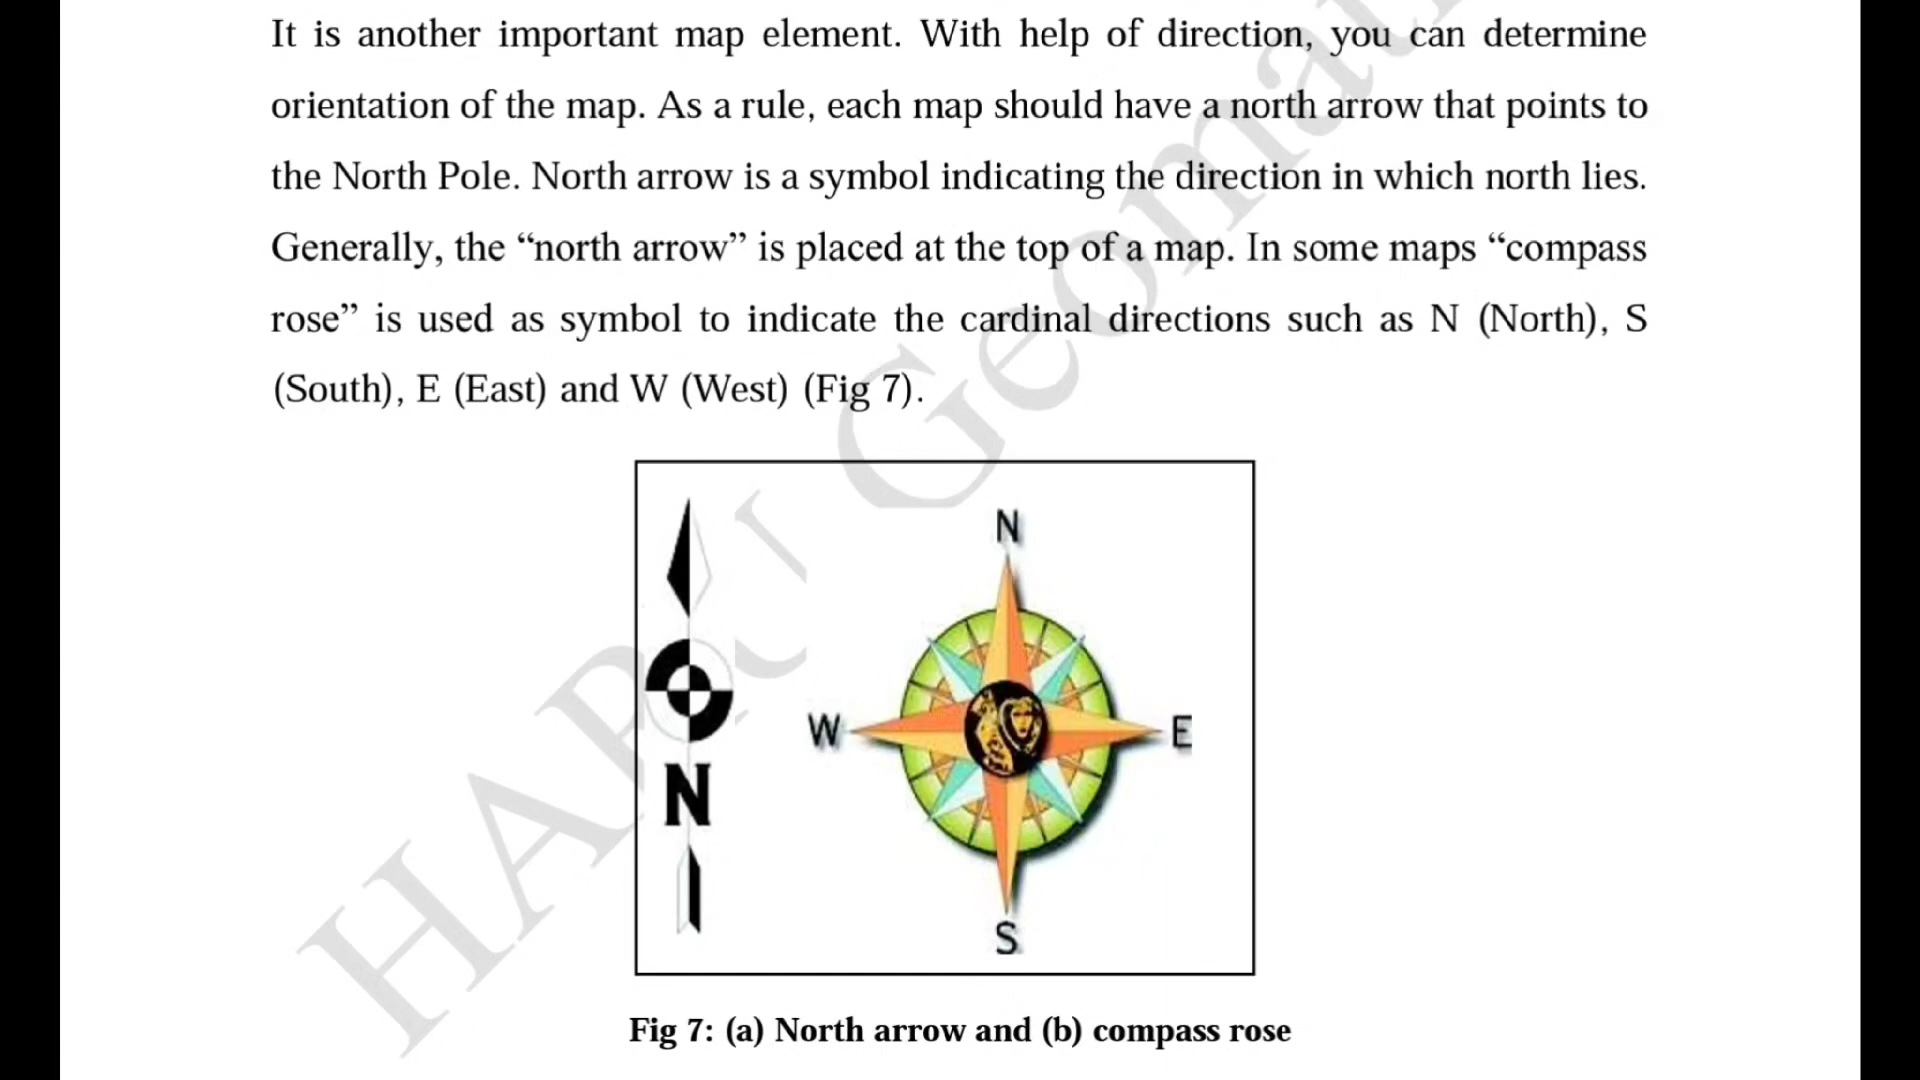 It is another important map element. With help of direction, you can determine
orientation of the map. As a rule, each map should have a north arrow that points to
the North Pole. North arrow is a symbol indicating the direction in which north lies.
Generally, the “north arrow” is placed at the top of a map. In some maps “compass
rose” is used as symbol to indicate the cardinal directions such as N (North), S
(South), E (East) and W (West) (Fig 7).
N
N
W
E
S
Fig 7: (a) North arrow and (b) compass rose